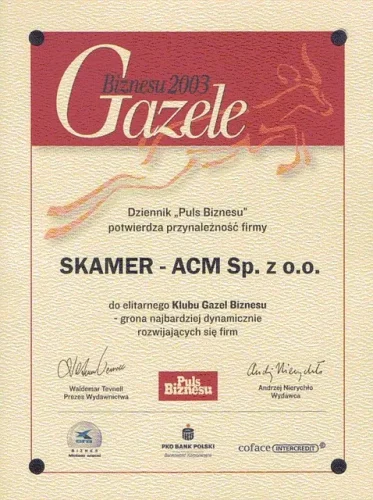 Biznesu 2003
Gazele
Dziennik „Puls Biznesu"
potwierdza przynależność firmy
SKAMER - ACM Sp. z o.o.
do elitarnego Klubu Gazel Biznesu
- grona najbardziej dynamicznie
rozwijających się firm
Waldemar Tevnell
Prezes Wydawnictwa
Puls
Biznesu
Andrzej Nierychło
Wydawca
BISNER
PKO BANK POLSKI
coface INTERCREDIT